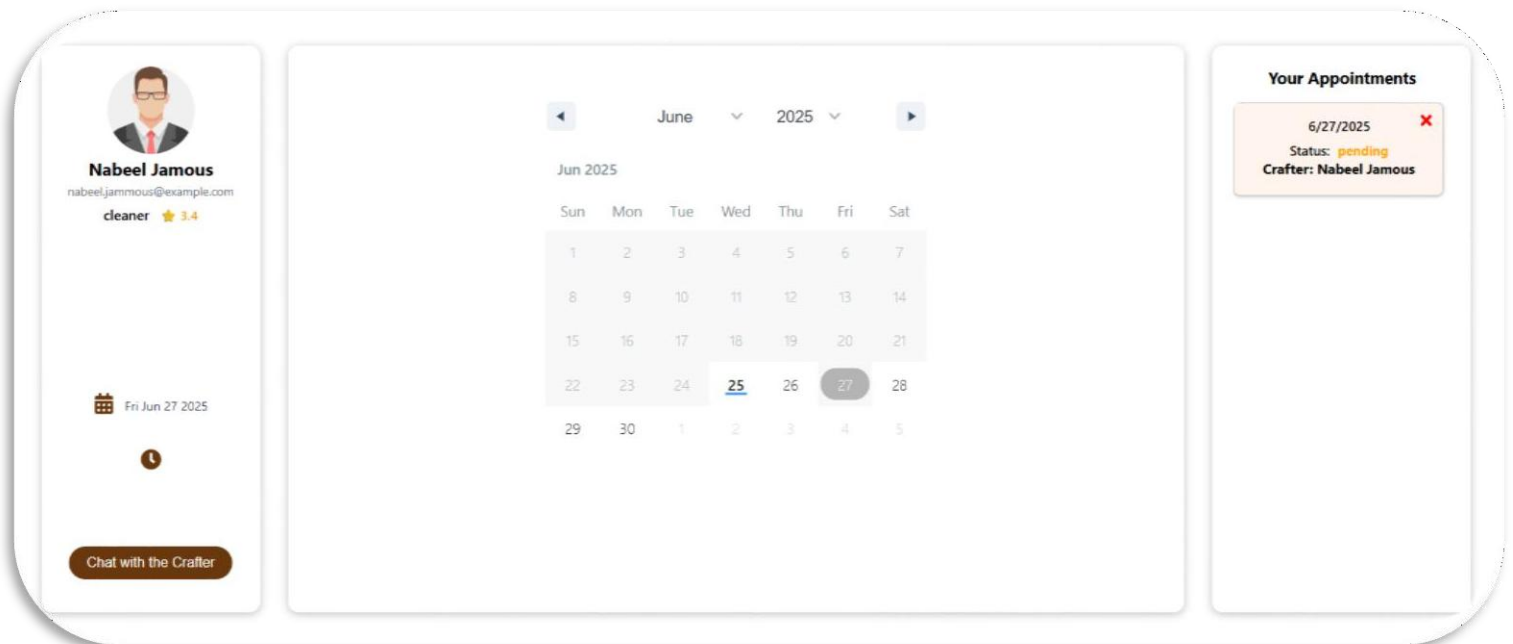 Nabeel Jamous
nabeel.jammous@example.com
cleaner 3.4
Fri Jun 27 2025
Chat with the Crafter
June 2025
Jun 2025
Sun Mon Tue Wed Thu Fri Sat
1 2 3 4 5 6 7
8 9 10 11 12 13 14
15 16 17 18 19 20 21
22 23 24 25 26 27 28
29 30 1 2 3 4 5
Your Appointments
6/27/2025
Status: pending
Crafter: Nabeel Jamous